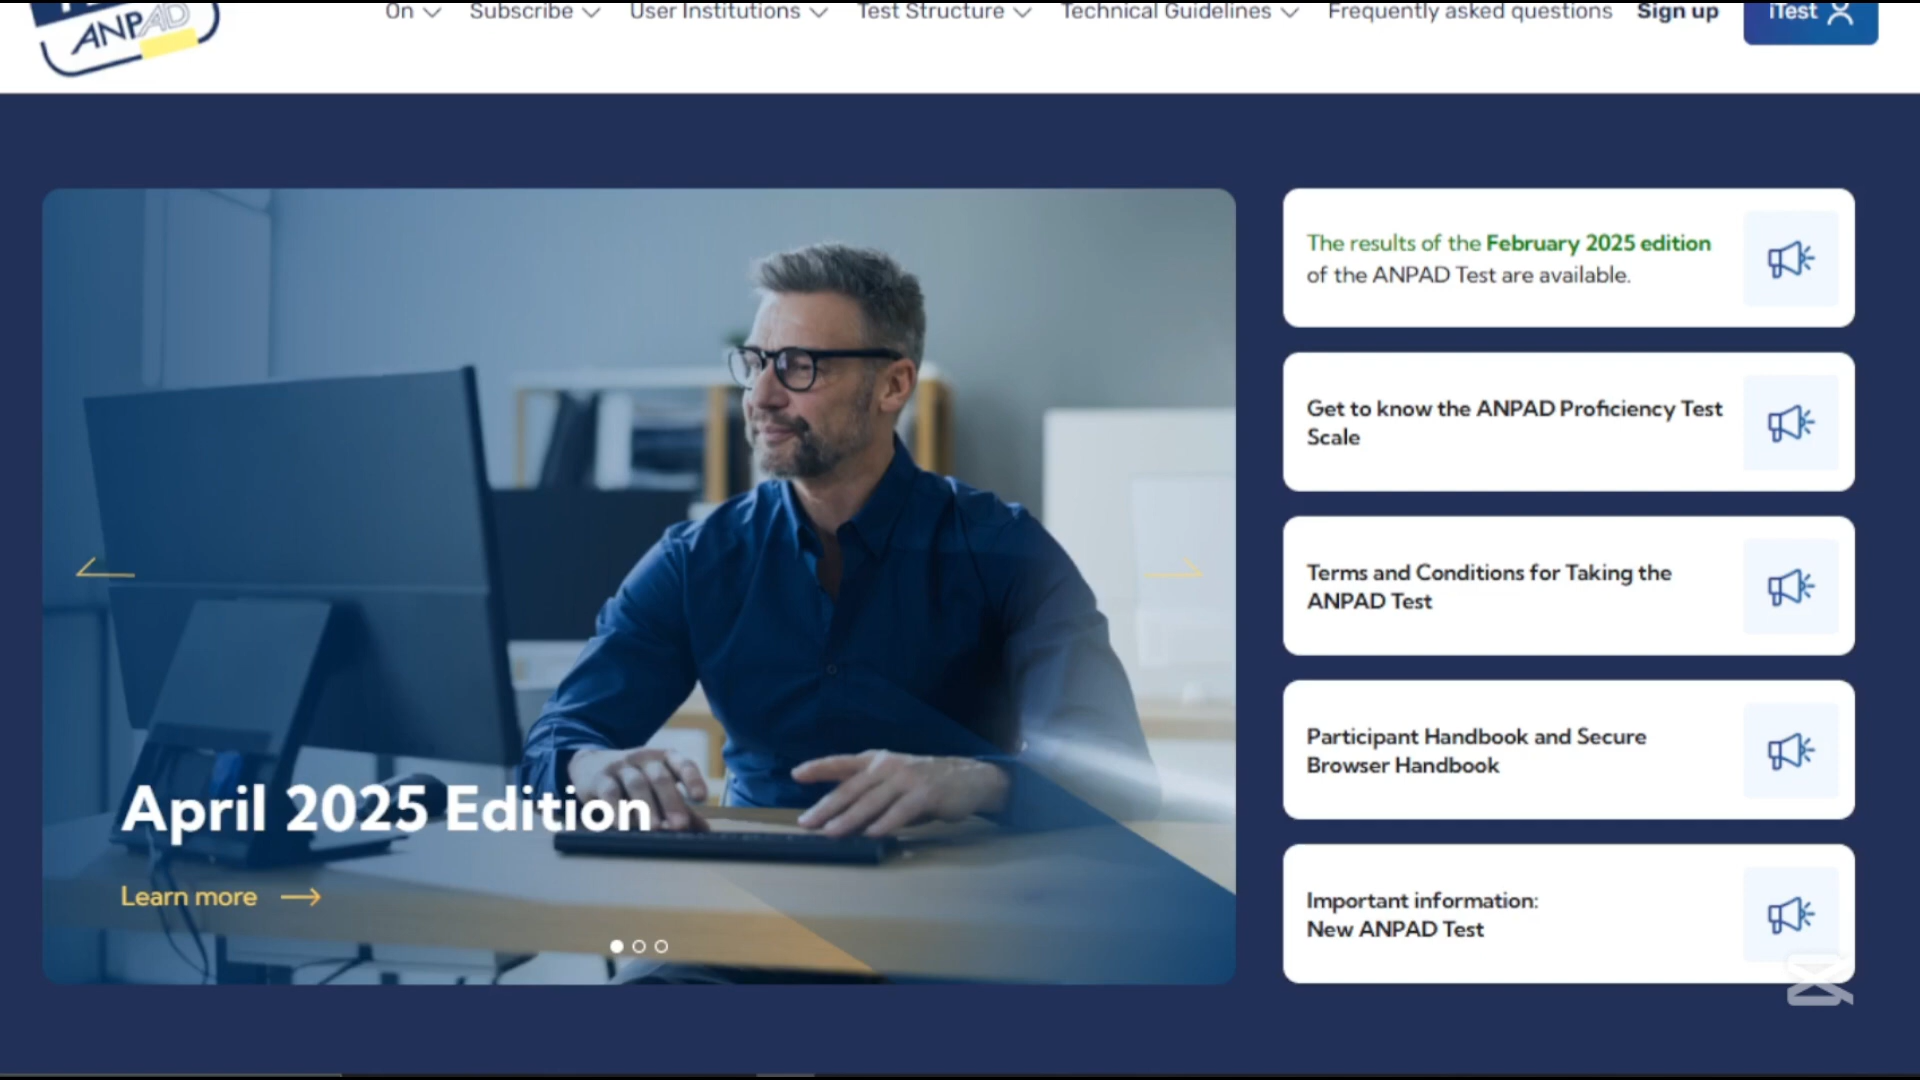 ANPAD
On
Subscribe
User Institutions
Test Structure
Technical Guidelines
Frequently asked questions
Sign up
iTest
The results of the February 2025 edition
of the ANPAD Test are available.
Get to know the ANPAD Proficiency Test
Scale
Terms and Conditions for Taking the
ANPAD Test
Participant Handbook and Secure
Browser Handbook
Important information:
New ANPAD Test
April 2025 Edition
Learn more